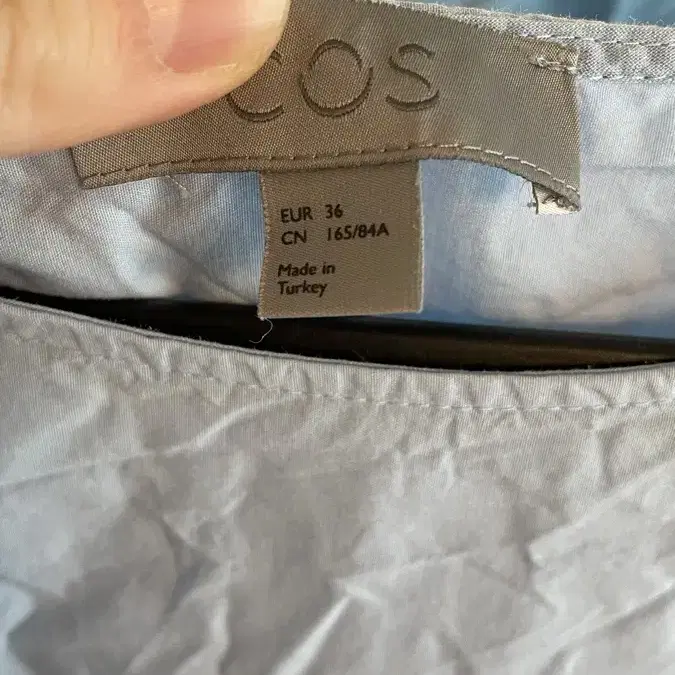 COS
EUR 36
CN 165/84A
Made in
Turkey